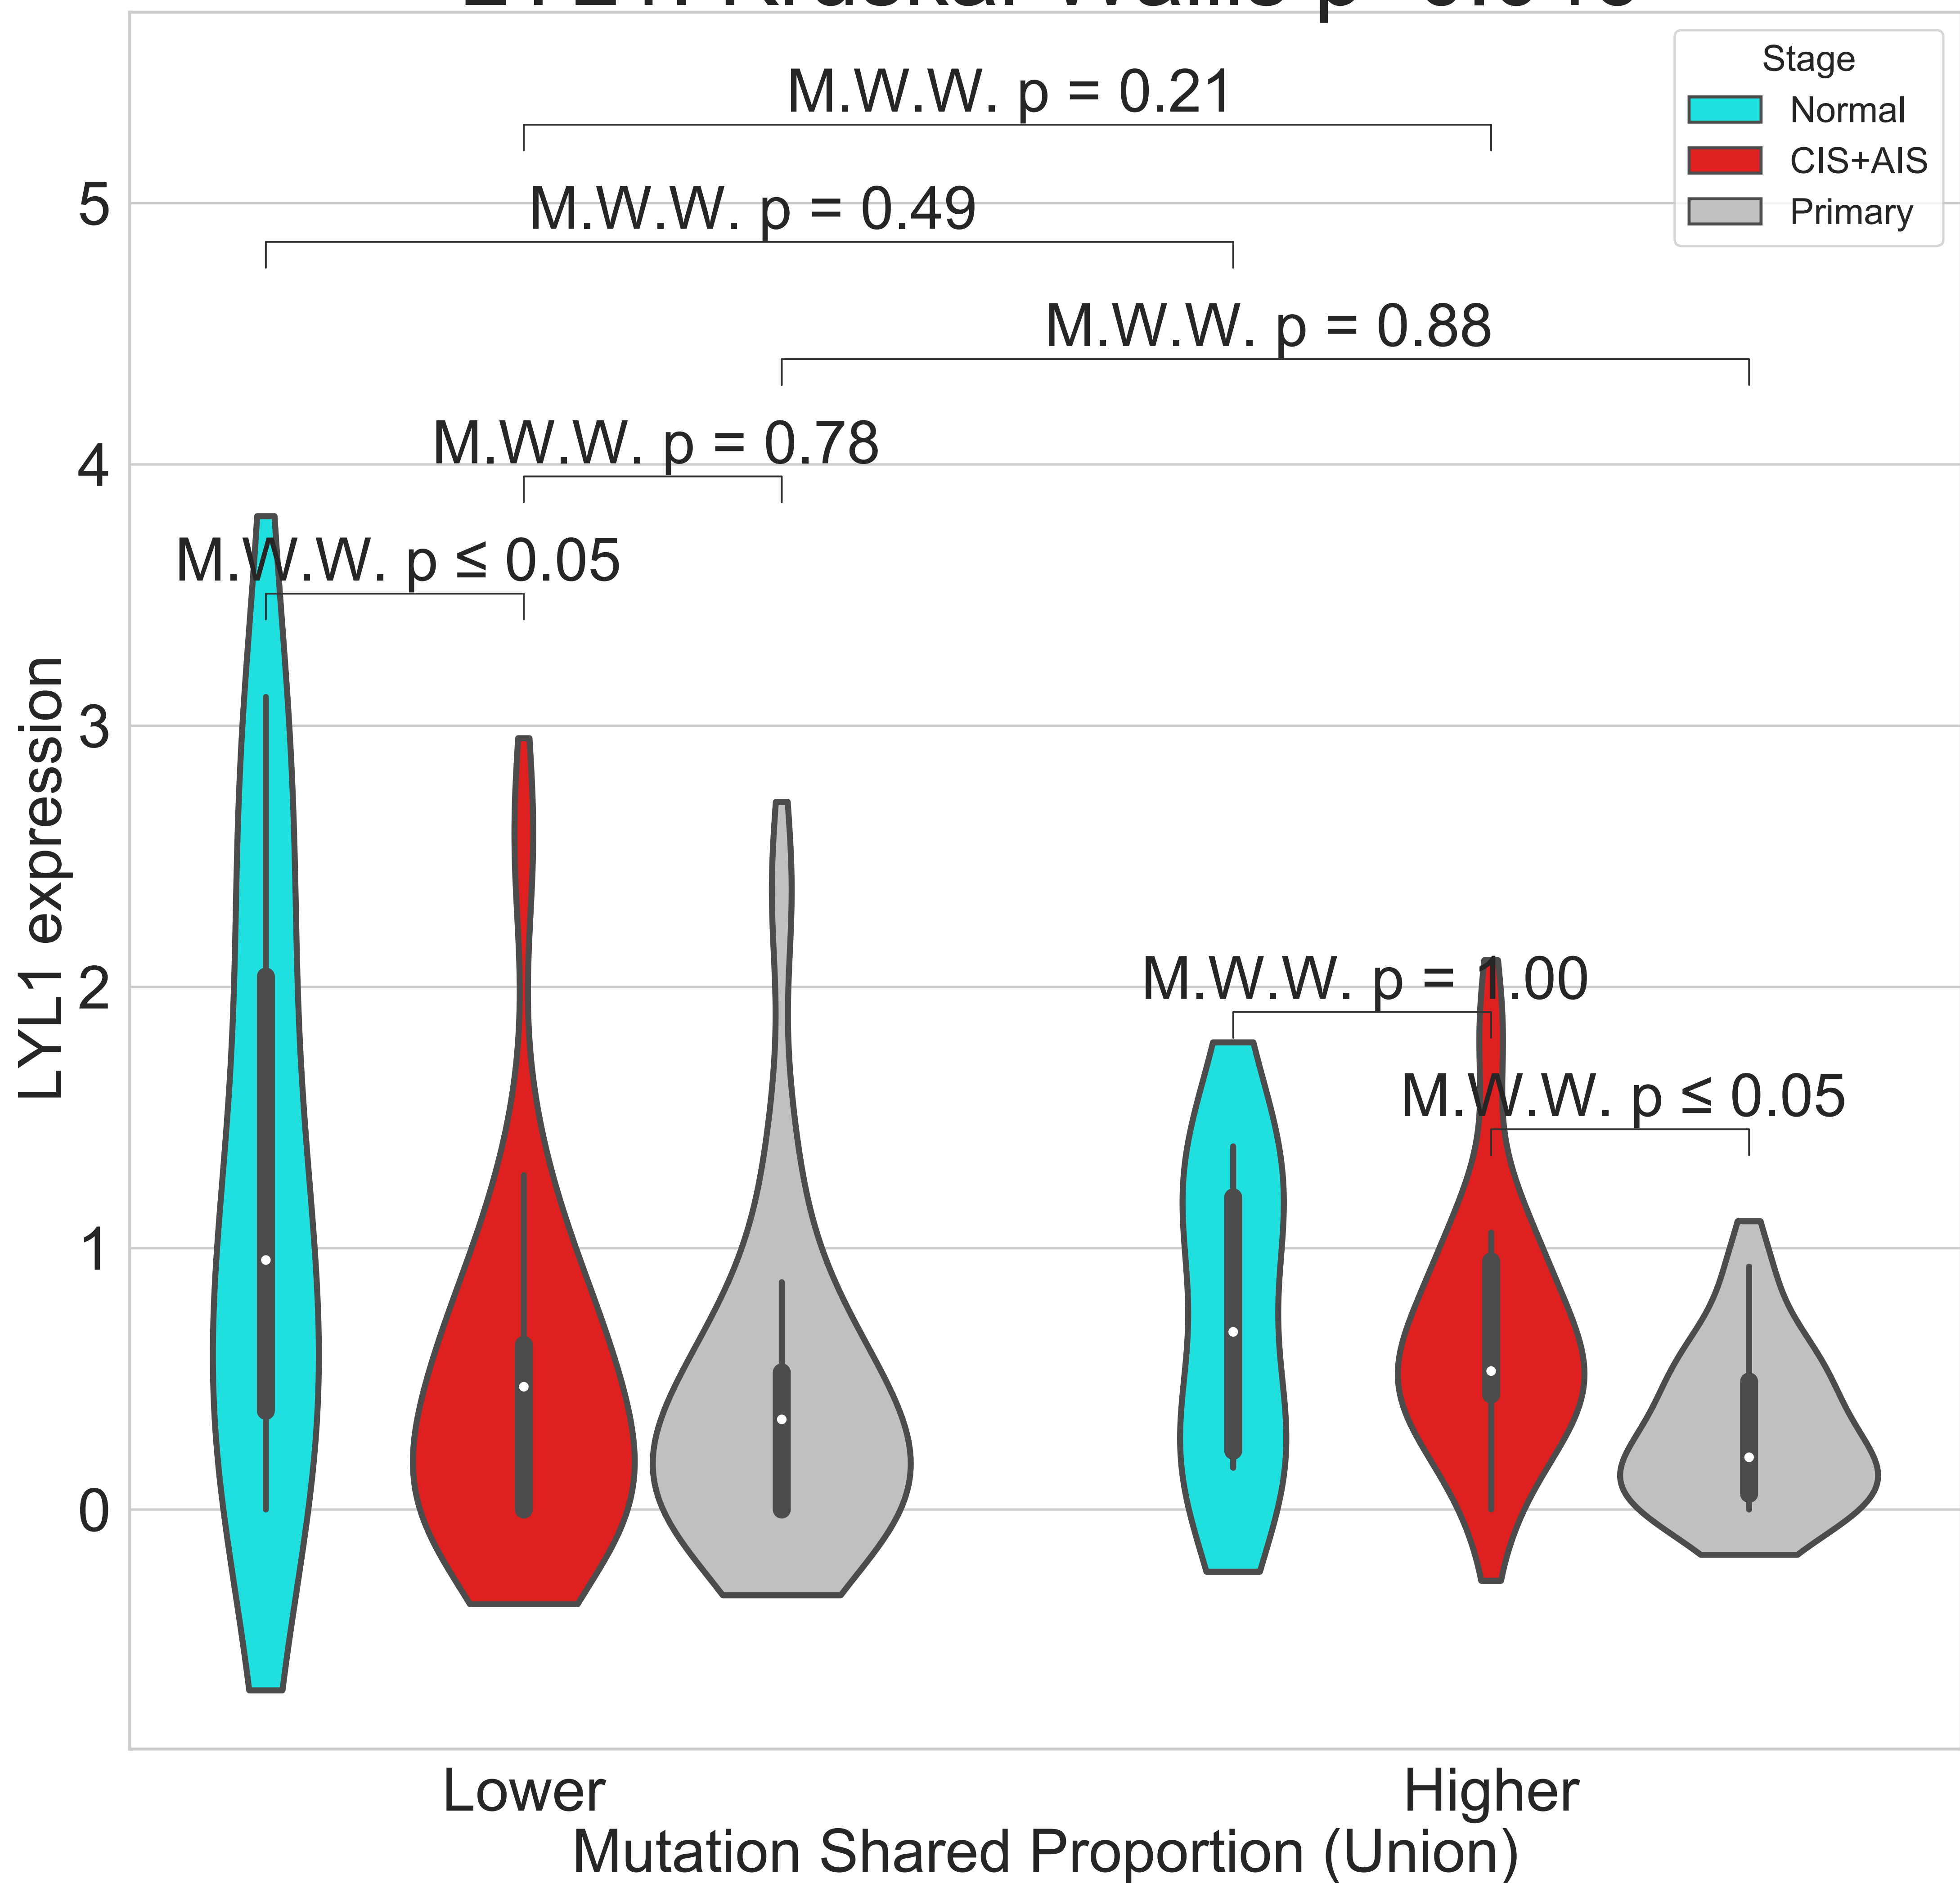 M.W.W. p = 0.21
Stage
Normal
CIS+AIS
Primary
5
M.W.W. p = 0.49
M.W.W. p = 0.88
4
M.W.W. p = 0.78
M.W.W. p ≤ 0.05
3
LYL1 expression
2
M.W.W. p = 1.00
M.W.W. p ≤ 0.05
1
0
Lower
Higher
Mutation Shared Proportion (Union)